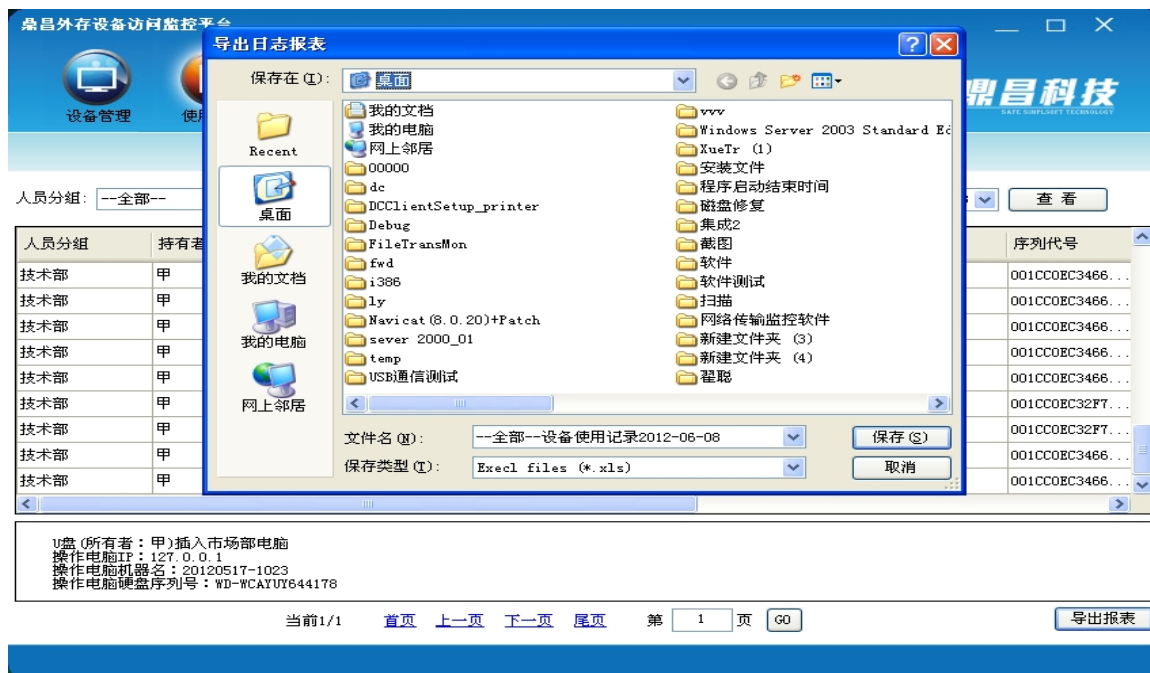 鼎昌外存设备访问监控平台
设备管理
使用
鼎昌科技
SAFE SIMPLSOFT TECHNOLOGY
导出日志报表
保存在(I):
桌面
Recent
桌面
我的文档
我的电脑
网上邻居
我的文档
我的电脑
网上邻居
00000
dc
DCClientSetup_printer
Debug
FileTransMon
fwd
i386
ly
Navicat(8.0.20)+Patch
sever 2000_01
temp
USB通信测试
vvv
Windows Server 2003 Standard Ed
XueTr (1)
安装文件
程序启动结束时间
磁盘修复
集成2
截图
软件
软件测试
扫描
网络传输监控软件
新建文件夹 (3)
新建文件夹 (4)
翟聪
文件名(N):
--全部--设备使用记录2012-06-08
保存(S)
保存类型(T):
Execl files (*.xls)
取消
人员分组: --全部--
查 看
人员分组 持有者 序列代号
技术部 甲 001CC0EC3466...
技术部 甲 001CC0EC3466...
技术部 甲 001CC0EC3466...
技术部 甲 001CC0EC3466...
技术部 甲 001CC0EC3466...
技术部 甲 001CC0EC32F7...
技术部 甲 001CC0EC32F7...
技术部 甲 001CC0EC3466...
技术部 甲 001CC0EC3466...
U盘(所有者：甲)插入市场部电脑
操作电脑IP：127.0.0.1
操作电脑机器名：20120517-1023
操作电脑硬盘序列号：WD-WCAYUY644178
当前1/1 首页 上一页 下一页 尾页 第 1 页 GO
导出报表